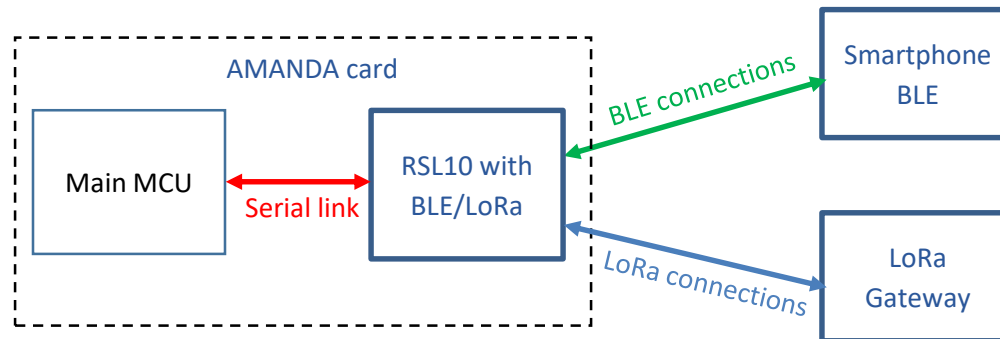 AMANDA card
Main MCU
Serial link
RSL10 with
BLE/LoRa
BLE connections
LoRa connections
Smartphone
BLE
LoRa
Gateway